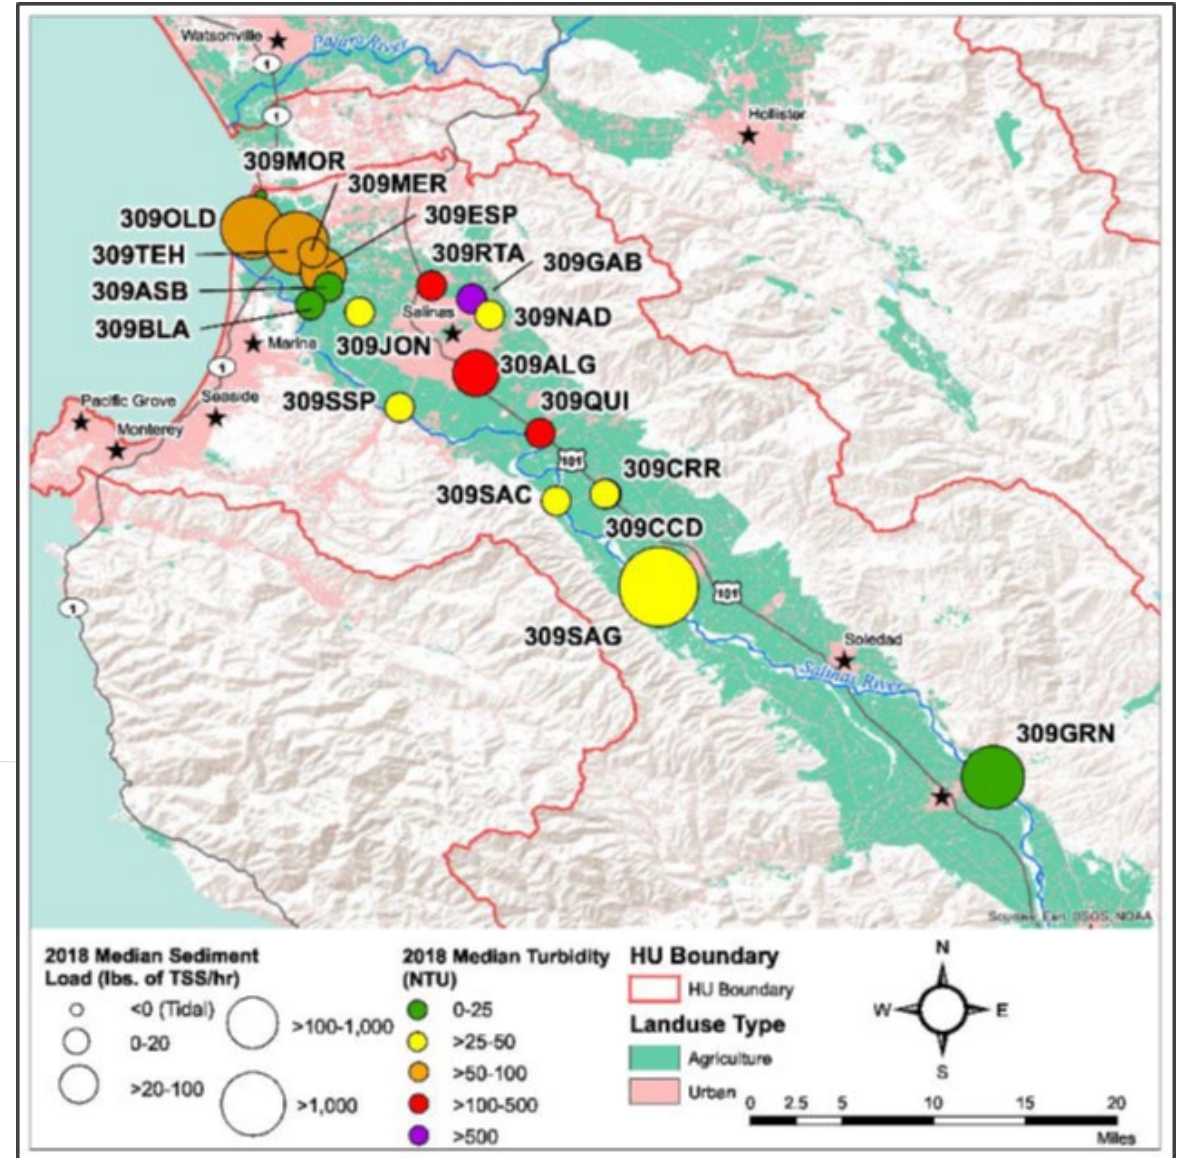 Watsonville
Pajaro River
1
1
Hollister
309MOR
309MER
309OLD
309ESP
309TEH
309RTA
309GAB
309ASB
Salinas
309NAD
309BLA
309JON
Marina
309ALG
1
Pacific Grove
Seaside
309SSP
309QUI
Monterey
101
309CRR
309SAC
309CCD
101
1
309SAG
Soledad
Salinas River
309GRN
Source: Esri, USGS, NOAA
2018 Median Sediment
Load (lbs. of TSS/hr)
<0 (Tidal)
0-20
>20-100
>100-1,000
>1,000
2018 Median Turbidity
(NTU)
0-25
>25-50
>50-100
>100-500
>500
HU Boundary
HU Boundary
Landuse Type
Agriculture
Urban
N
W
E
S
0 2.5 5 10 15 20
Miles